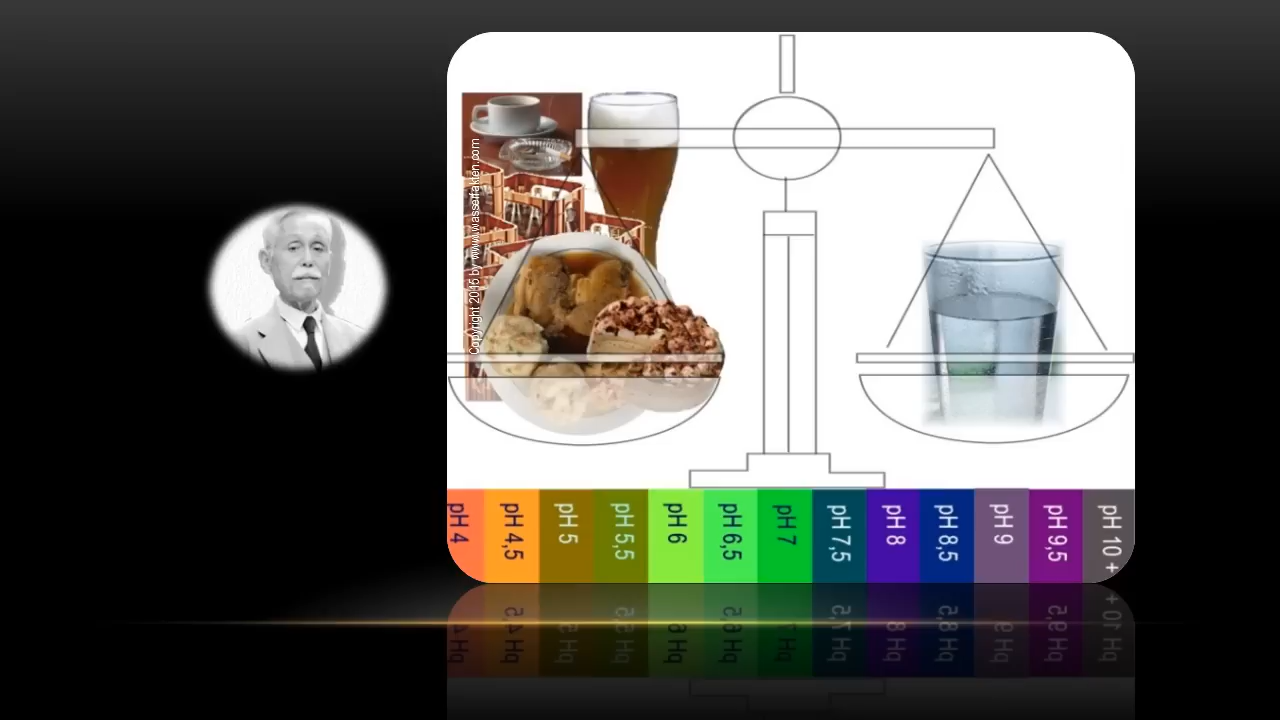 Copyright 2016 by www.wasserfakten.com
pH 4
pH 4,5
pH 5
pH 5,5
pH 6
pH 6,5
pH 7
pH 7,5
pH 8
pH 8,5
pH 9
pH 9,5
pH 10 +